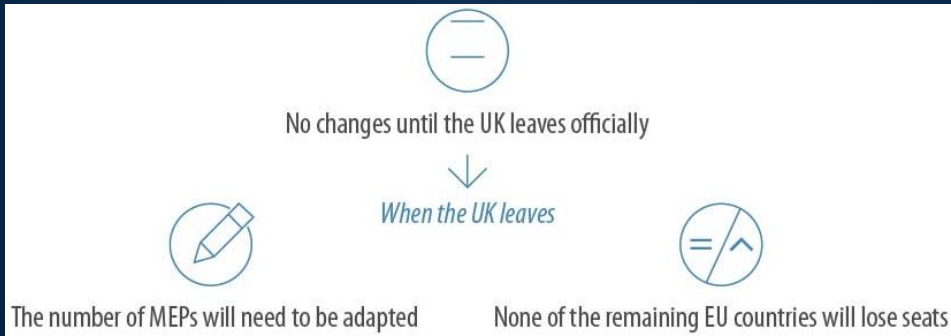 No changes until the UK leaves officially
When the UK leaves
The number of MEPs will need to be adapted
None of the remaining EU countries will lose seats